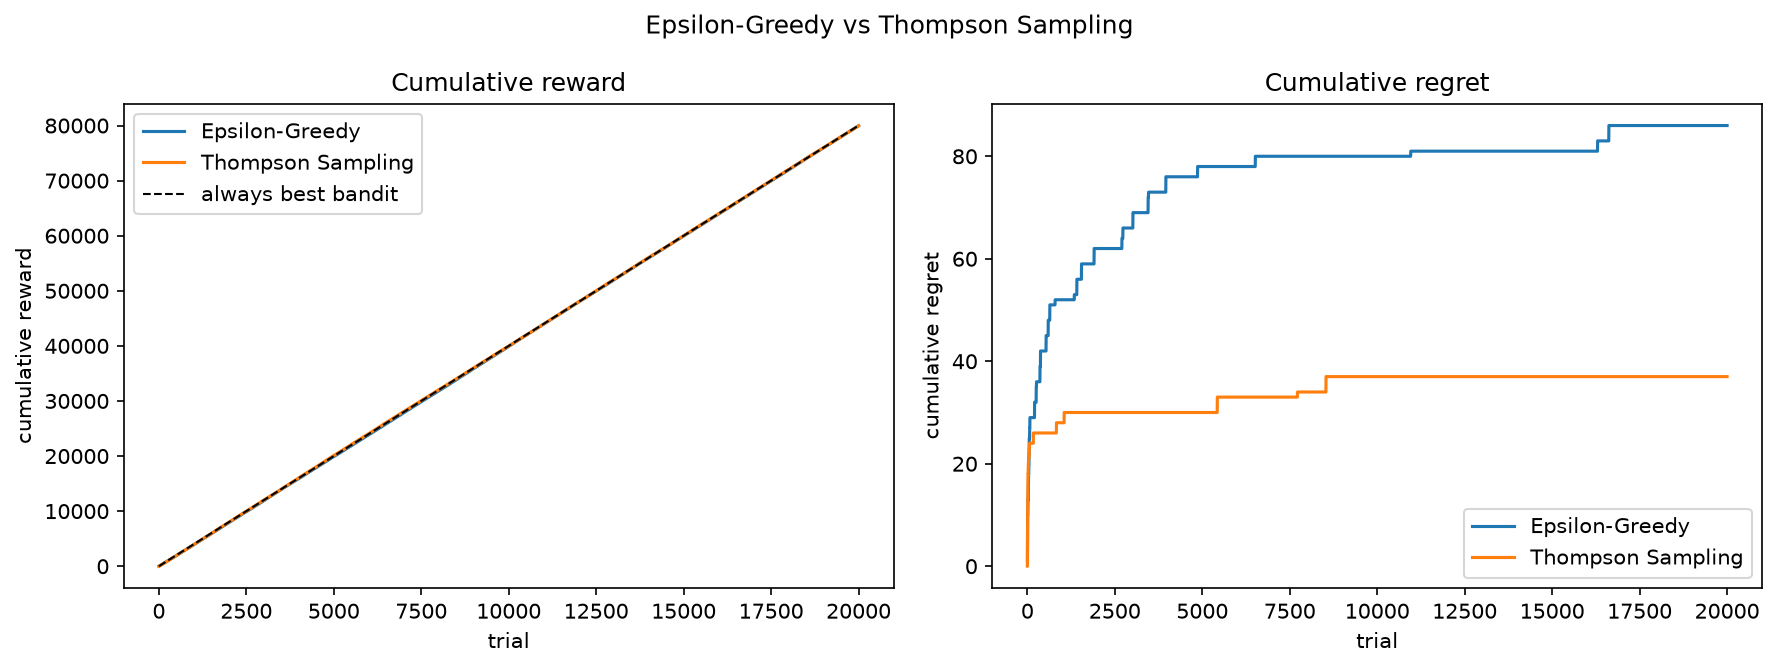 Epsilon-Greedy vs Thompson Sampling
Cumulative reward
cumulative reward
80000
70000
60000
50000
40000
30000
20000
10000
0
Epsilon-Greedy
Thompson Sampling
always best bandit
0 2500 5000 7500 10000 12500 15000 17500 20000
trial
Cumulative regret
cumulative regret
80
60
40
20
0
Epsilon-Greedy
Thompson Sampling
0 2500 5000 7500 10000 12500 15000 17500 20000
trial